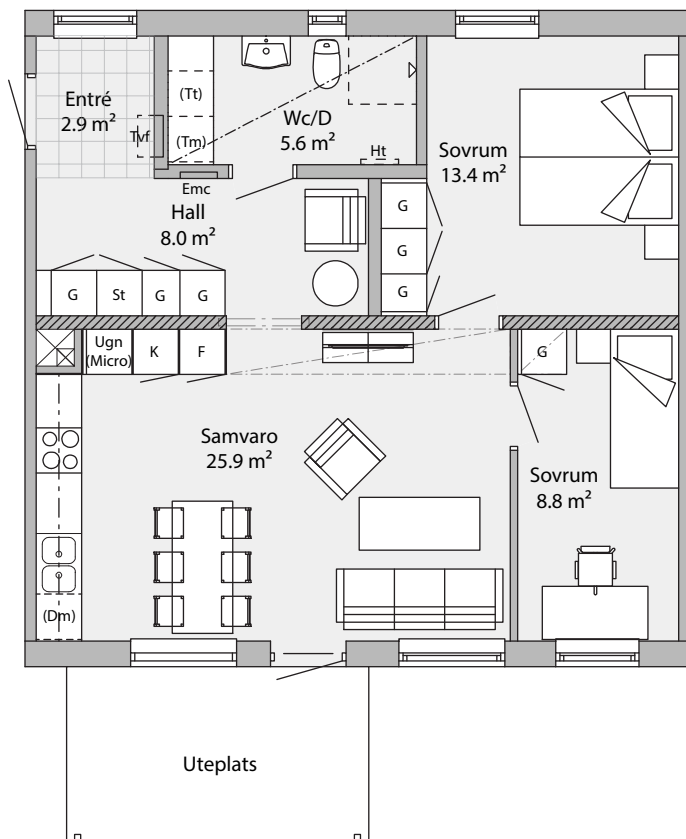 Entré
2.9 m²
Tvf
(Tt)
(Tm)
Wc/D
5.6 m²
Ht
Sovrum
13.4 m²
Emc
Hall
8.0 m²
G
G
G
G
St
G
G
Ugn
(Micro)
K
F
G
Samvaro
25.9 m²
Sovrum
8.8 m²
(Dm)
Uteplats